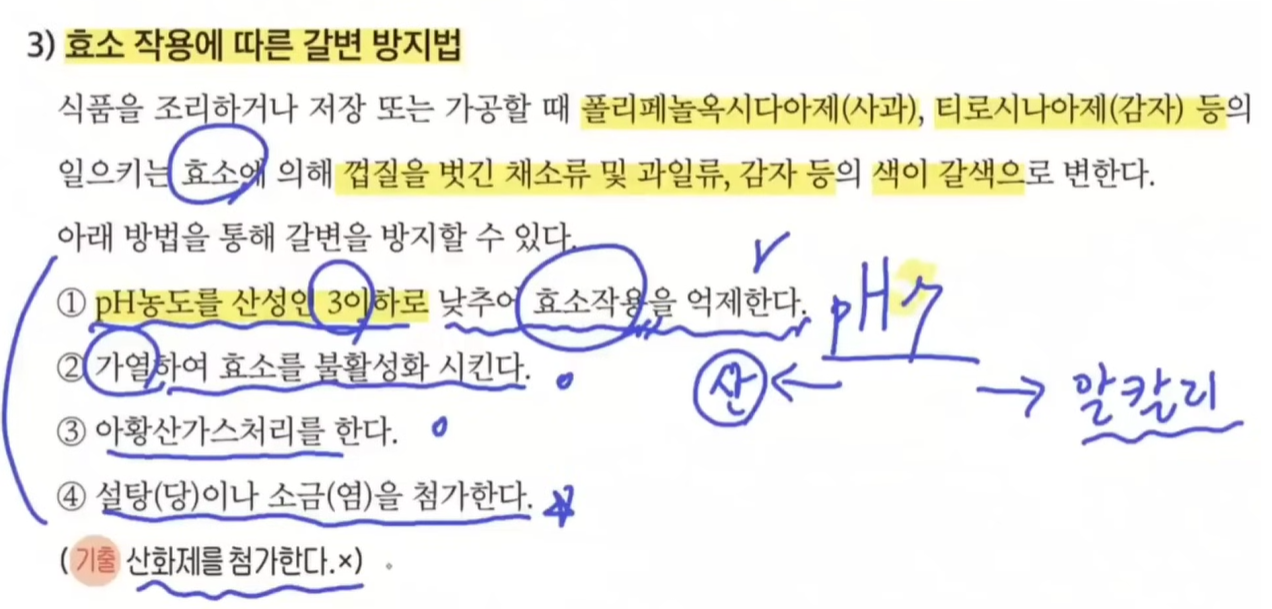 3) 효소 작용에 따른 갈변 방지법
식품을 조리하거나 저장 또는 가공할 때 폴리페놀옥시다아제(사과), 티로시나아제(감자) 등의
일으키는 효소에 의해 껍질을 벗긴 채소류 및 과일류, 감자 등의 색이 갈색으로 변한다.
아래 방법을 통해 갈변을 방지할 수 있다.
① pH농도를 산성인 3이하로 낮추어 효소작용을 억제한다.
pH 7
② 가열하여 효소를 불활성화 시킨다.
산 ← → 알칼리
③ 아황산가스처리를 한다.
④ 설탕(당)이나 소금(염)을 첨가한다.
(기출 산화제를 첨가한다.×)